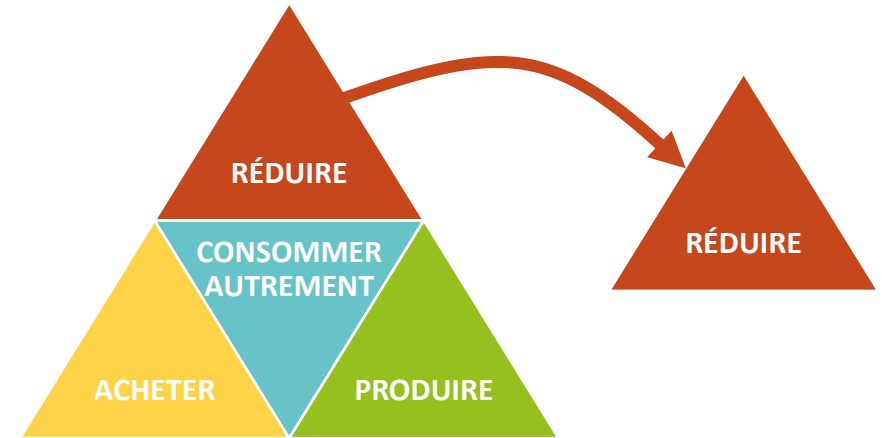 RÉDUIRE
RÉDUIRE
CONSOMMER
AUTREMENT
ACHETER
PRODUIRE